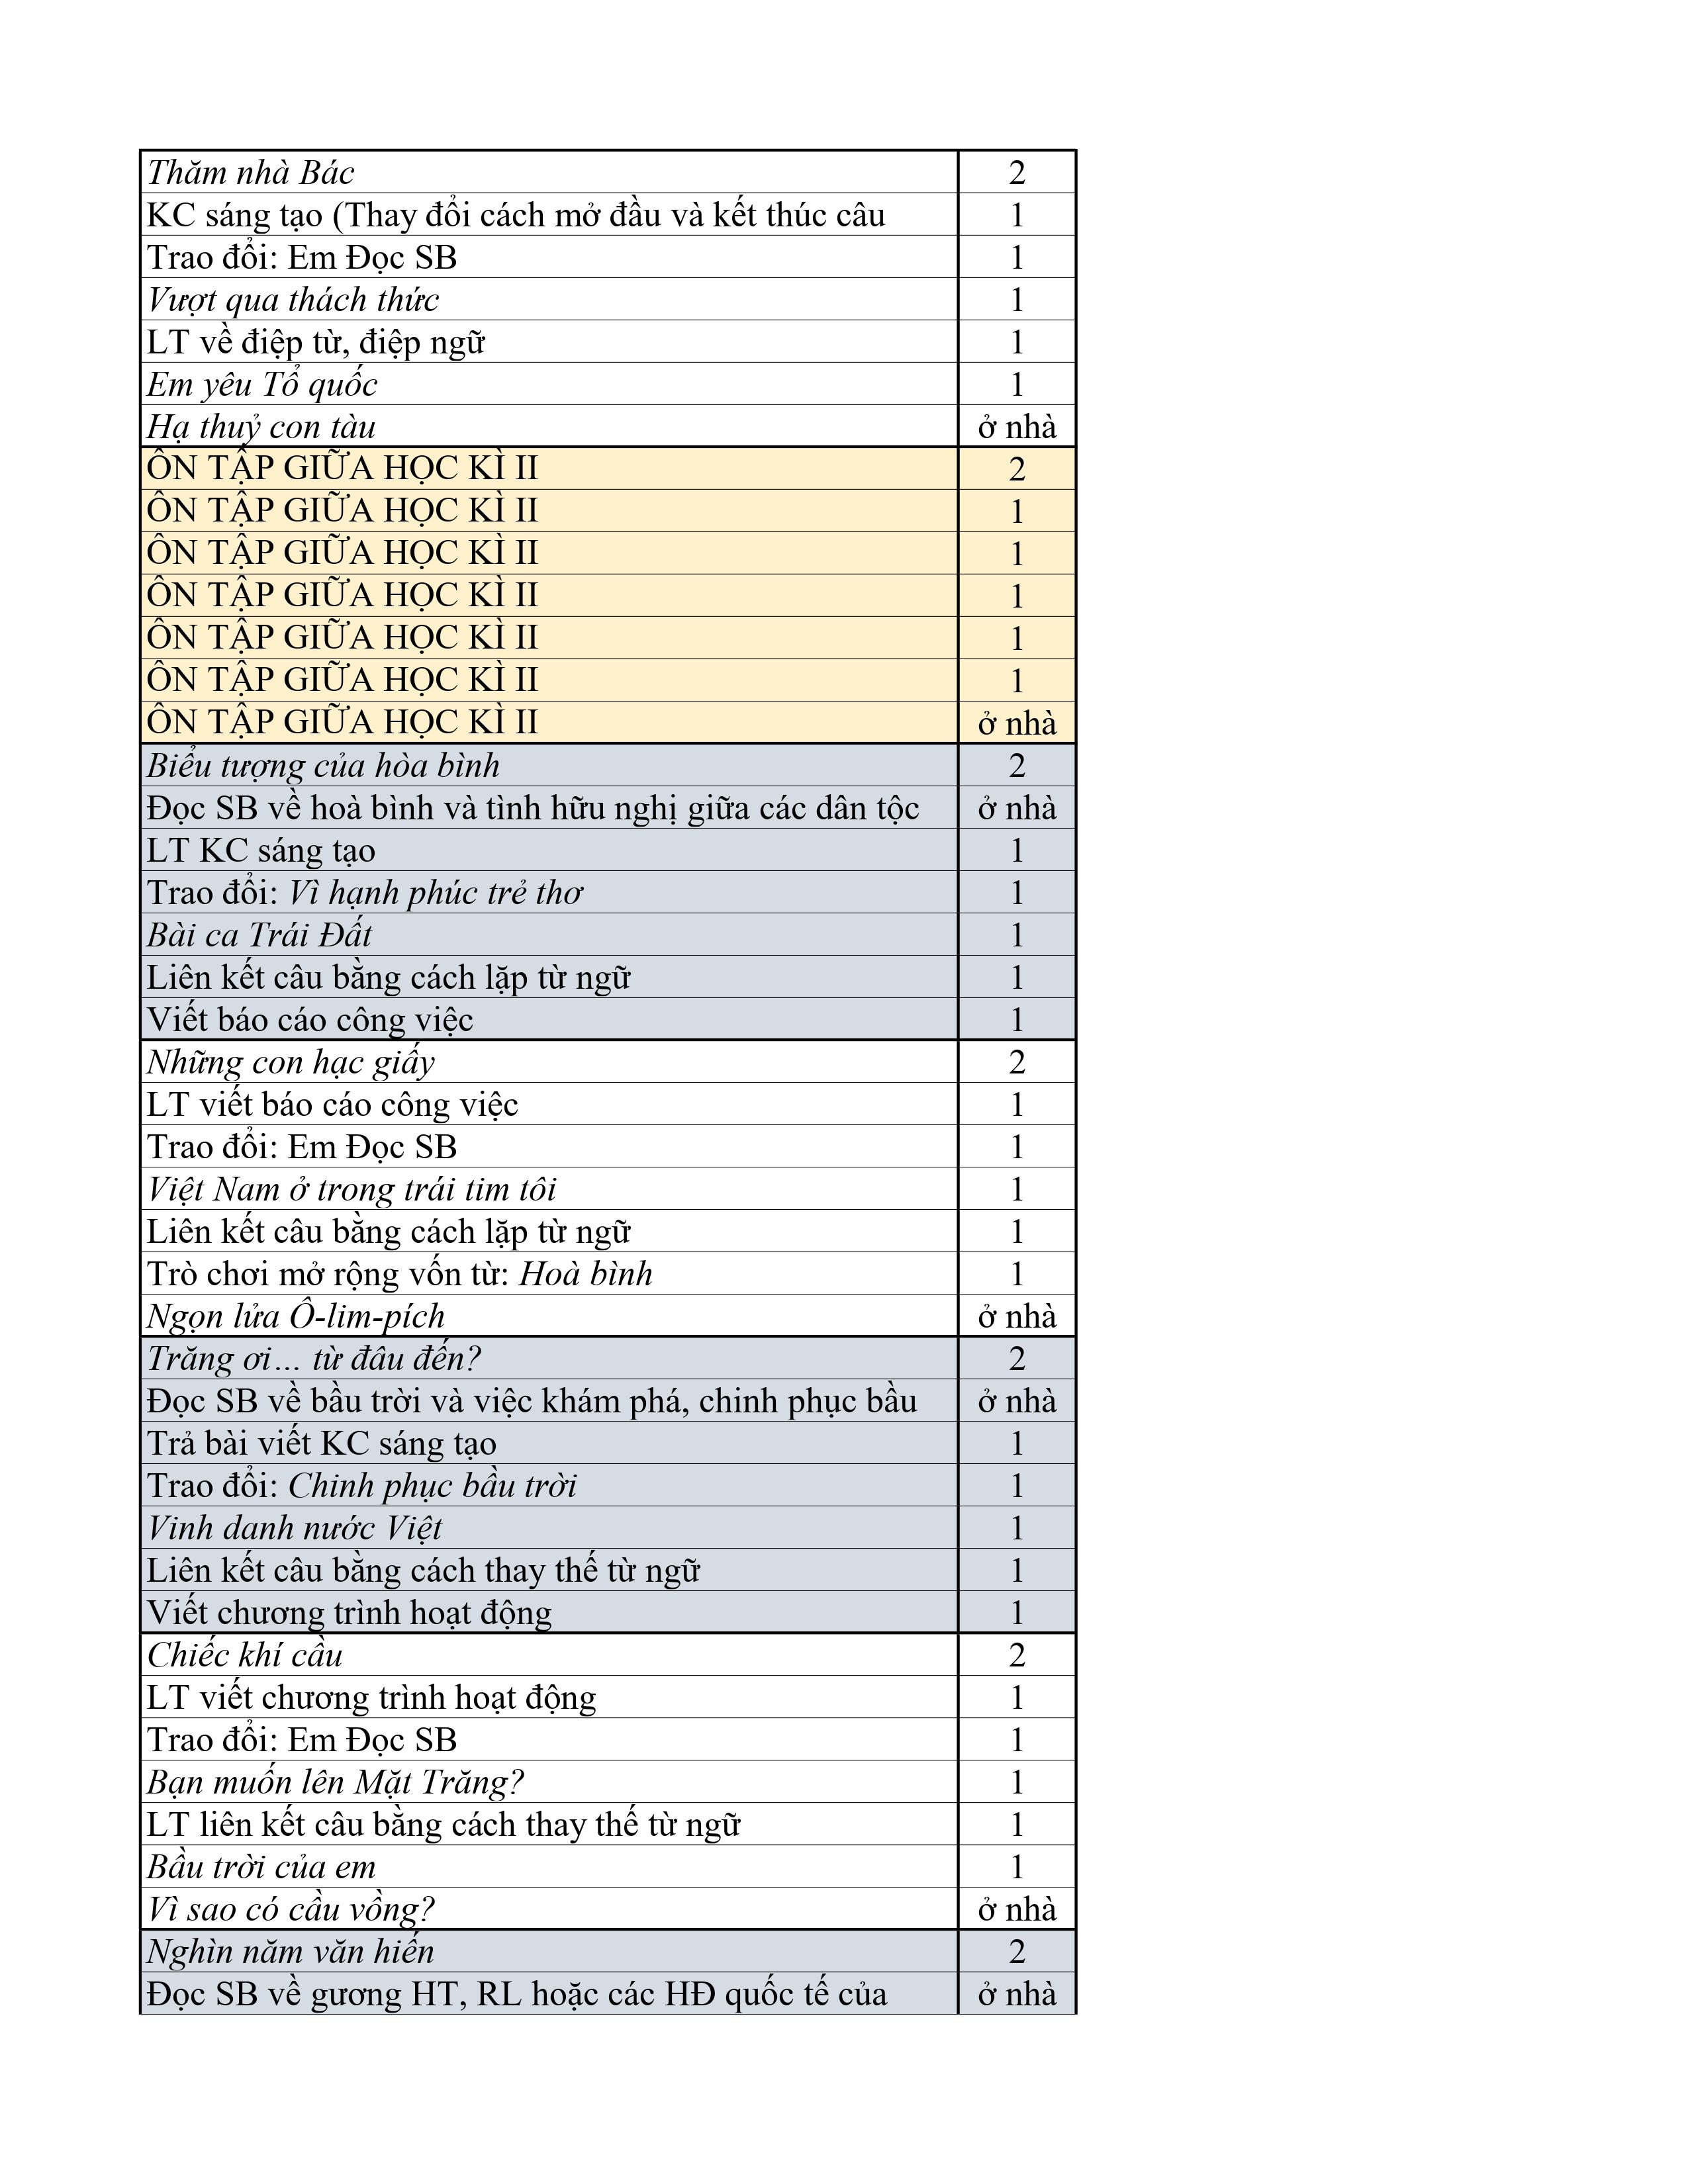 Thăm nhà Bác 2
KC sáng tạo (Thay đổi cách mở đầu và kết thúc câu 1
Trao đổi: Em Đọc SB 1
Vượt qua thách thức 1
LT về điệp từ, điệp ngữ 1
Em yêu Tổ quốc 1
Hạ thuỷ con tàu ở nhà
ÔN TẬP GIỮA HỌC KÌ II 2
ÔN TẬP GIỮA HỌC KÌ II 1
ÔN TẬP GIỮA HỌC KÌ II 1
ÔN TẬP GIỮA HỌC KÌ II 1
ÔN TẬP GIỮA HỌC KÌ II 1
ÔN TẬP GIỮA HỌC KÌ II 1
ÔN TẬP GIỮA HỌC KÌ II ở nhà
Biểu tượng của hòa bình 2
Đọc SB về hoà bình và tình hữu nghị giữa các dân tộc ở nhà
LT KC sáng tạo 1
Trao đổi: Vì hạnh phúc trẻ thơ 1
Bài ca Trái Đất 1
Liên kết câu bằng cách lặp từ ngữ 1
Viết báo cáo công việc 1
Những con hạc giấy 2
LT viết báo cáo công việc 1
Trao đổi: Em Đọc SB 1
Việt Nam ở trong trái tim tôi 1
Liên kết câu bằng cách lặp từ ngữ 1
Trò chơi mở rộng vốn từ: Hoà bình 1
Ngọn lửa Ô-lim-pích ở nhà
Trăng ơi… từ đâu đến? 2
Đọc SB về bầu trời và việc khám phá, chinh phục bầu ở nhà
Trả bài viết KC sáng tạo 1
Trao đổi: Chinh phục bầu trời 1
Vinh danh nước Việt 1
Liên kết câu bằng cách thay thế từ ngữ 1
Viết chương trình hoạt động 1
Chiếc khí cầu 2
LT viết chương trình hoạt động 1
Trao đổi: Em Đọc SB 1
Bạn muốn lên Mặt Trăng? 1
LT liên kết câu bằng cách thay thế từ ngữ 1
Bầu trời của em 1
Vì sao có cầu vồng? ở nhà
Nghìn năm văn hiến 2
Đọc SB về gương HT, RL hoặc các HĐ quốc tế của ở nhà